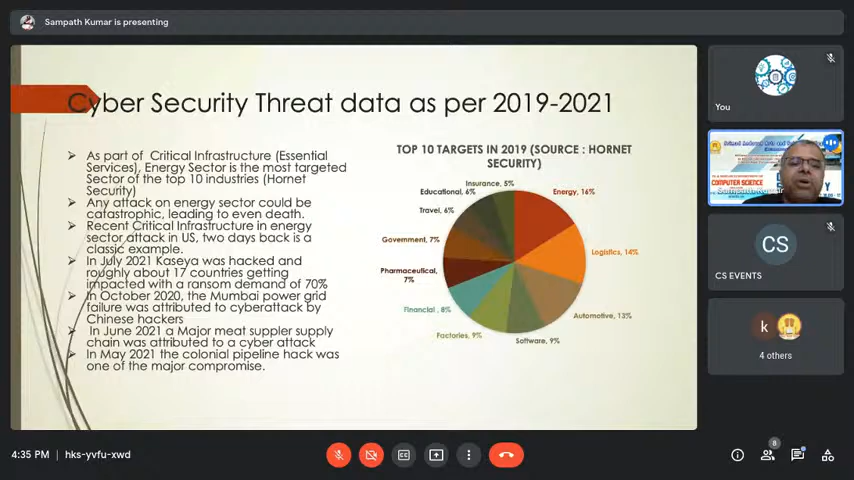 Sampath Kumar is presenting
Cyber Security Threat data as per 2019-2021
➢ As part of Critical Infrastructure (Essential
Services), Energy Sector is the most targeted
Sector of the top 10 industries (Hornet
Security)
➢ Any attack on energy sector could be
catastrophic, leading to even death.
➢ Recent Critical Infrastructure in energy
sector attack in US, two days back is a
classic example.
➢ In July 2021 Kaseya was hacked and
roughly about 17 countries getting
impacted with a ransom demand of 70%
➢ In October 2020, the Mumbai power grid
failure was attributed to cyberattack by
Chinese hackers
➢ In June 2021 a Major meat suppler supply
chain was attributed to a cyber attack
➢ In May 2021 the colonial pipeline hack was
one of the major compromise.
TOP 10 TARGETS IN 2019 (SOURCE : HORNET
SECURITY)
Insurance, 5%
Energy, 16%
Educational, 6%
Travel, 6%
Logistics, 14%
Government, 7%
Pharmaceutical,
7%
Financial , 8%
Automotive, 13%
Factories, 9%
Software, 9%
You
COMPUTER SCIENCE
CS
CS EVENTS
k
4 others
4:35 PM | hks-yvfu-xwd
8